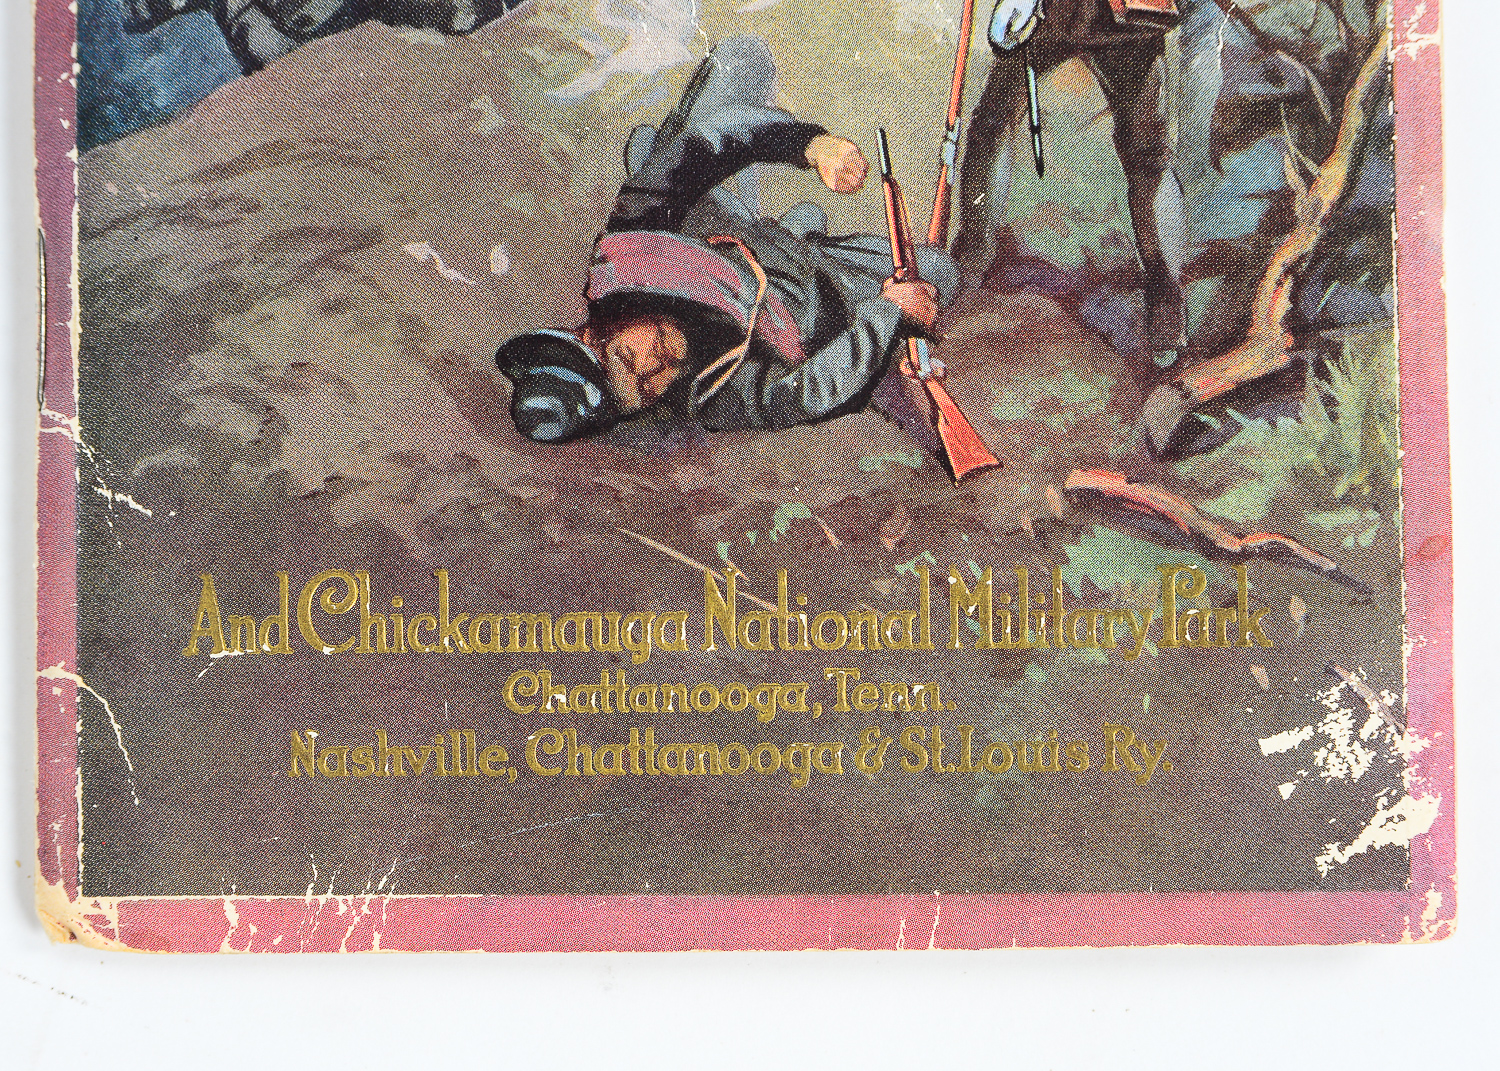 And Chickamauga National Military Park
Chattanooga, Tenn.
Nashville, Chattanooga & St. Louis Ry.